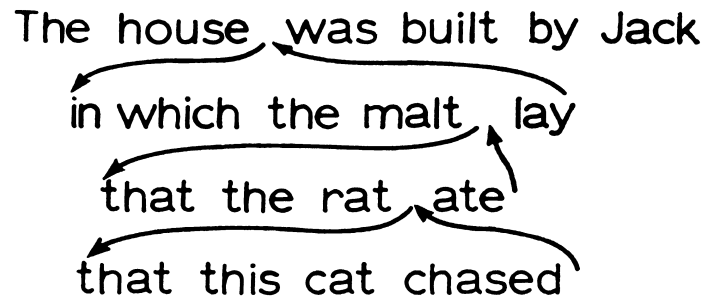 The house was built by Jack
in which the malt lay
that the rat ate
that this cat chased